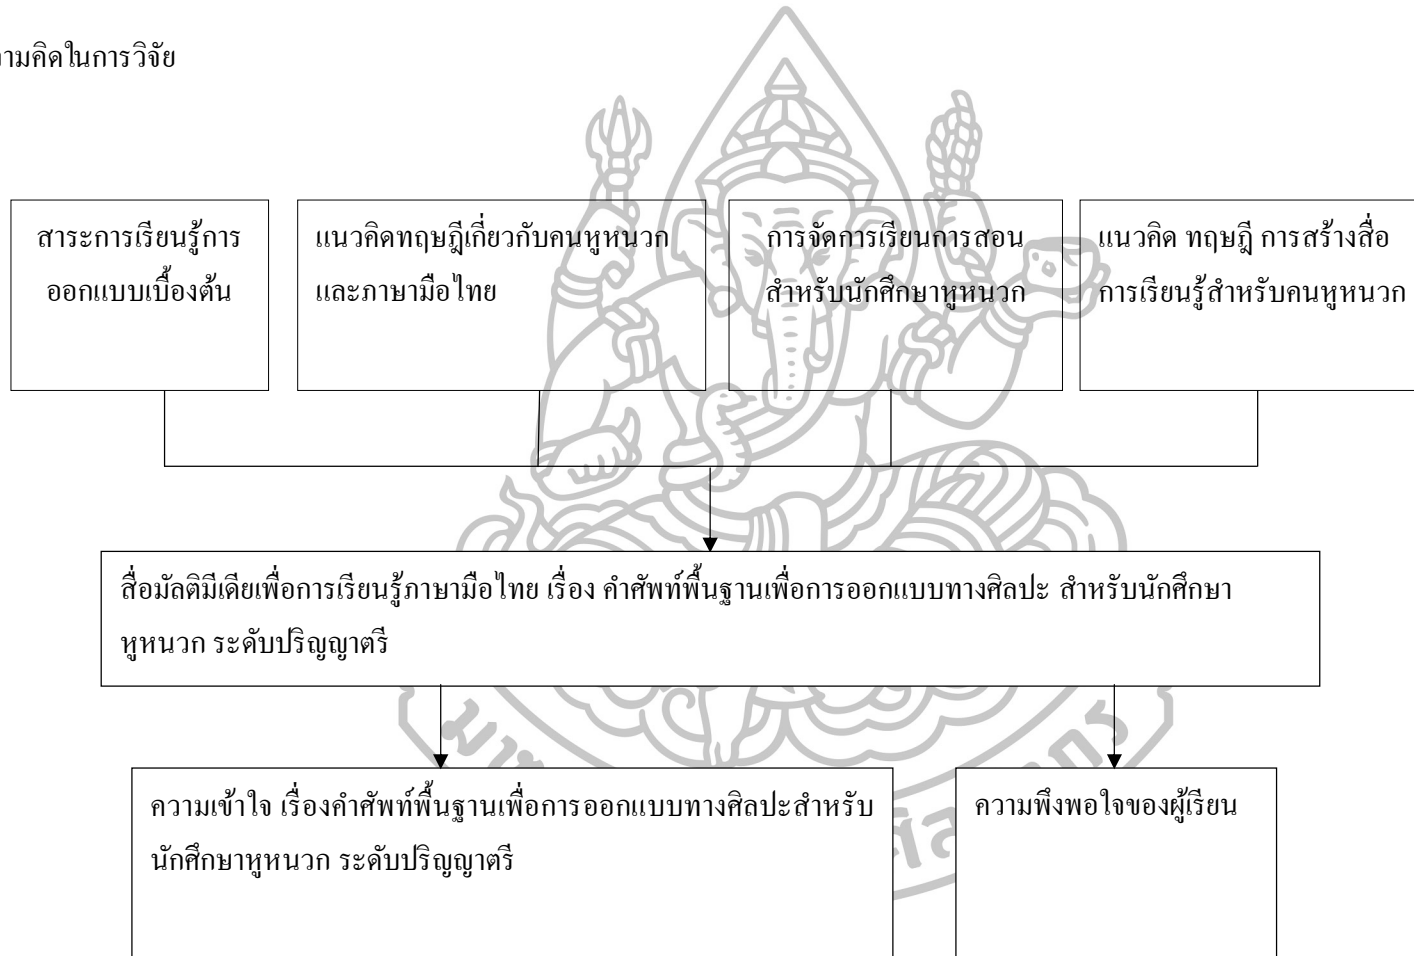 วามคิดในการวิจัย
สาระการเรียนรู้การ
ออกแบบเบื้องต้น
แนวคิดทฤษฎีเกี่ยวกับคนหูหนวก
และภาษามือไทย
การจัดการเรียนการสอน
สำหรับนักศึกษาหูหนวก
แนวคิด ทฤษฎี การสร้างสื่อ
การเรียนรู้สำหรับคนหูหนวก
สื่อมัลติมีเดียเพื่อการเรียนรู้ภาษามือไทย เรื่อง คำศัพท์พื้นฐานเพื่อการออกแบบทางศิลปะ สำหรับนักศึกษา
หูหนวก ระดับปริญญาตรี
ความเข้าใจ เรื่องคำศัพท์พื้นฐานเพื่อการออกแบบทางศิลปะสำหรับ
นักศึกษาหูหนวก ระดับปริญญาตรี
ความพึงพอใจของผู้เรียน